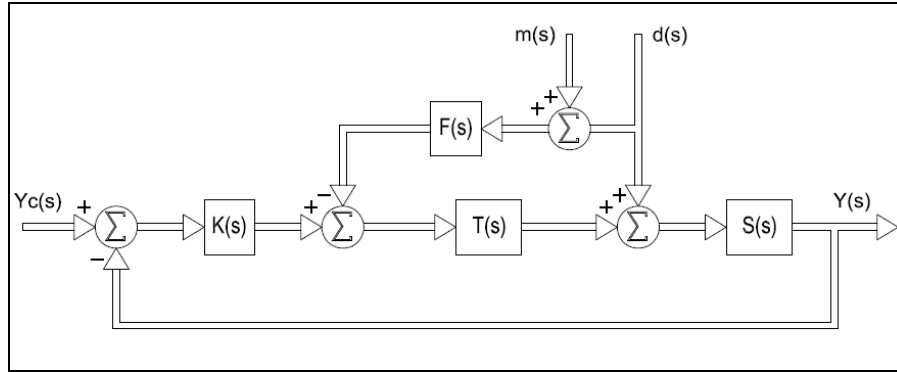 m(s) d(s)
+ +
F(s)
Yc(s) + − + + + Y(s)
Σ K(s) + Σ T(s) + Σ S(s)
−